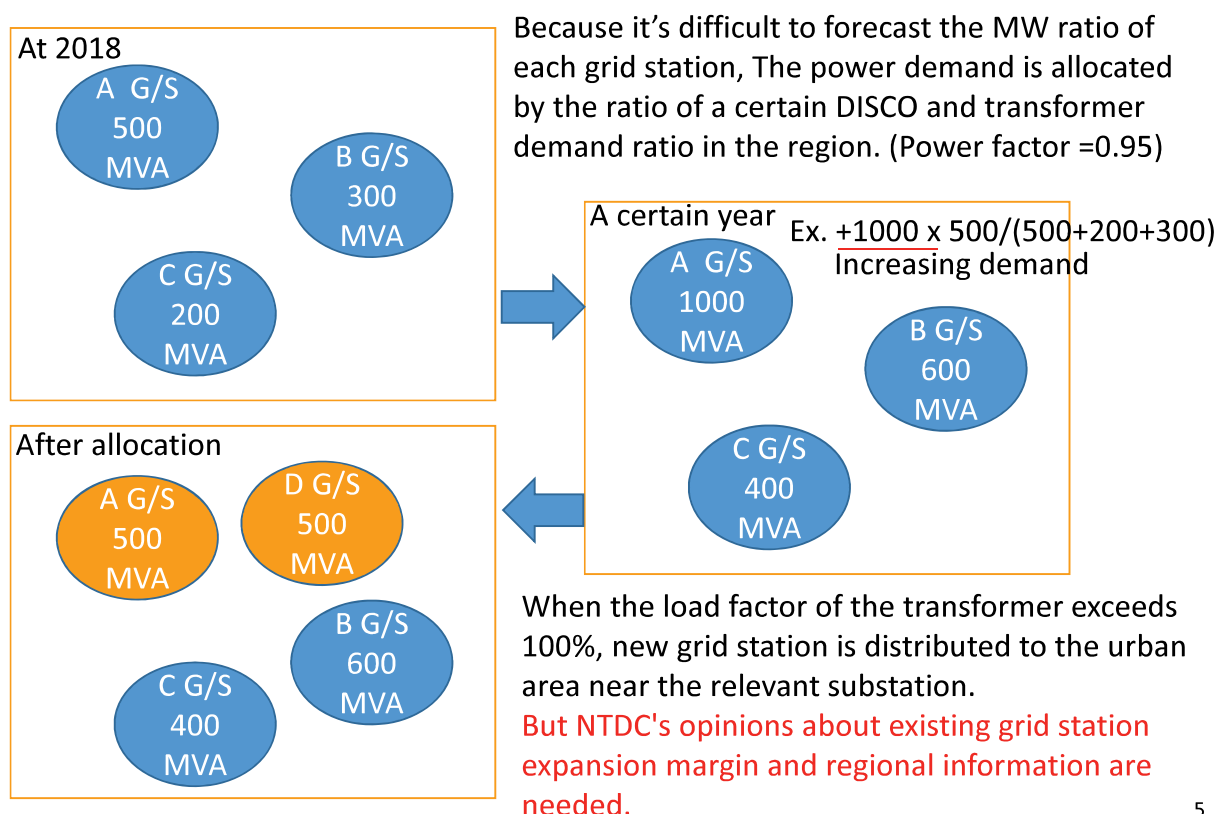 Because it’s difficult to forecast the MW ratio of
each grid station, The power demand is allocated
by the ratio of a certain DISCO and transformer
demand ratio in the region. (Power factor =0.95)
At 2018
A  G/S
500
MVA
B G/S
300
MVA
C G/S
200
MVA
A certain year
Ex. +1000 x 500/(500+200+300)
Increasing demand
A  G/S
1000
MVA
B G/S
600
MVA
C G/S
400
MVA
After allocation
A G/S
500
MVA
D G/S
500
MVA
B G/S
600
MVA
C G/S
400
MVA
When the load factor of the transformer exceeds
100%, new grid station is distributed to the urban
area near the relevant substation.
But NTDC's opinions about existing grid station
expansion margin and regional information are
needed.
5